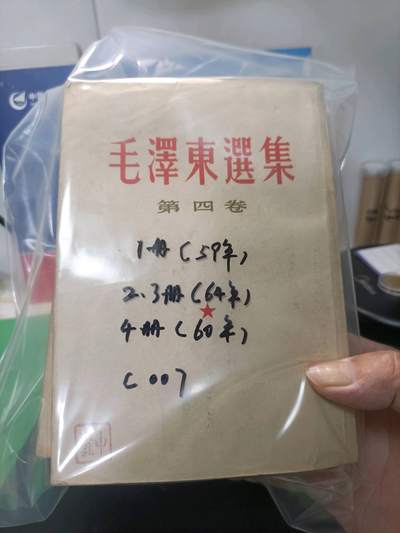 毛澤東選集
第四卷
1册(59年)
2.3册(64年)
4册(60年)
C007